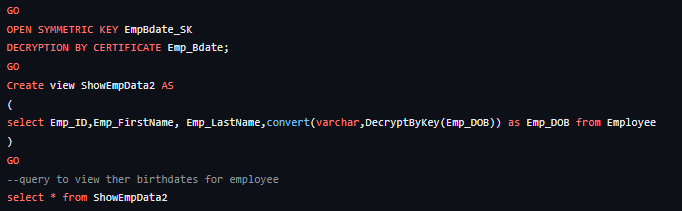 GO
OPEN SYMMETRIC KEY EmpBdate_SK
DECRYPTION BY CERTIFICATE Emp_Bdate;
GO
Create view ShowEmpData2 AS
(
select Emp_ID,Emp_FirstName, Emp_LastName,convert(varchar,DecryptByKey(Emp_DOB)) as Emp_DOB from Employee
)
GO
--query to view ther birthdates for employee
select * from ShowEmpData2